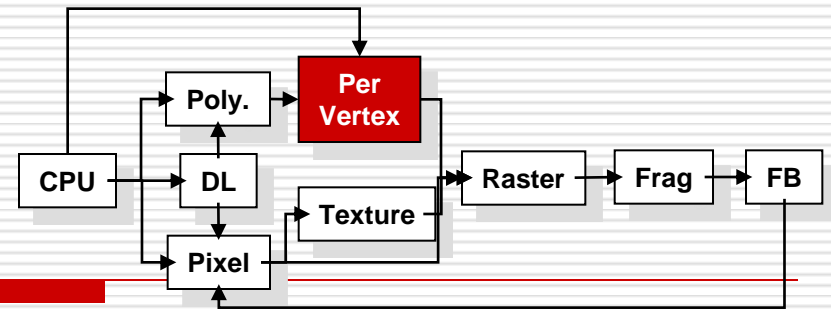 Per
Vertex
Poly.
CPU
DL
Raster
Frag
FB
Texture
Pixel